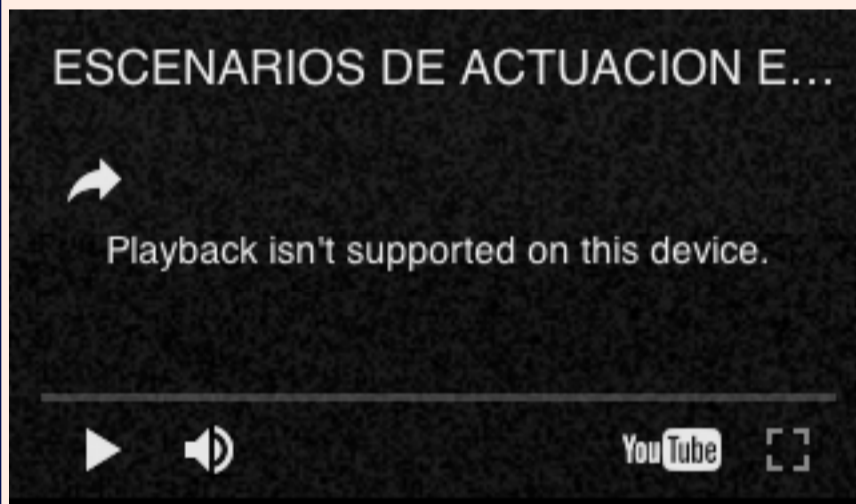 ESCENARIOS DE ACTUACION E...
Playback isn't supported on this device.
YouTube